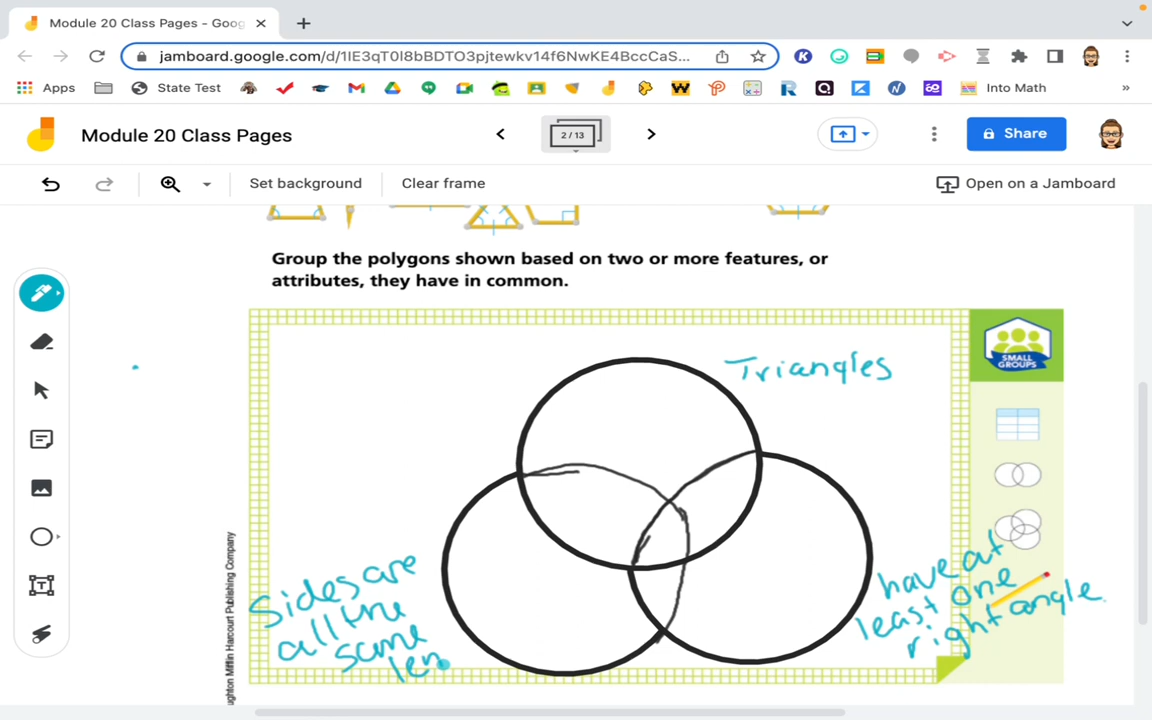 Module 20 Class Pages - Goog
jamboard.google.com/d/1IE3qT0I8bBDTO3pjtewkv14f6NwKE4BccCaS...
Apps
State Test
Into Math
»
Module 20 Class Pages
2 / 13
Share
Set background
Clear frame
Open on a Jamboard
Group the polygons shown based on two or more features, or
attributes, they have in common.
Triangles
SMALL
GROUPS
Sides are
all the
same
len
have at
least one
right angle.
ughton Mifflin Harcourt Publishing Company